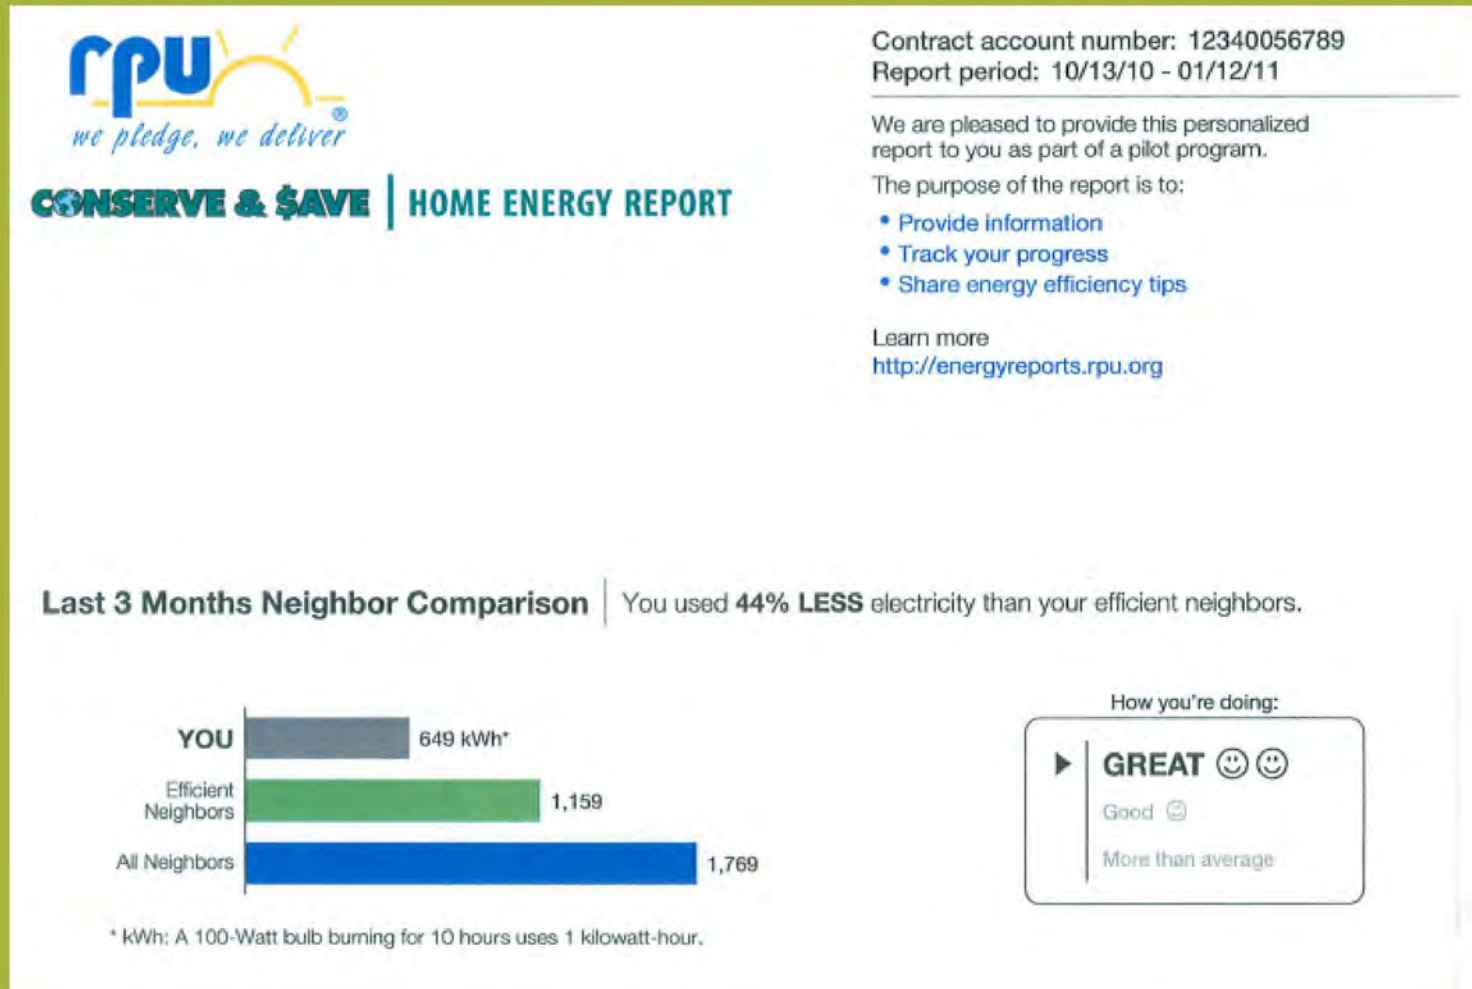 rpu
®
we pledge, we deliver
CONSERVE & $AVE | HOME ENERGY REPORT
Contract account number: 12340056789
Report period: 10/13/10 - 01/12/11
We are pleased to provide this personalized
report to you as part of a pilot program.
The purpose of the report is to:
• Provide information
• Track your progress
• Share energy efficiency tips
Learn more
http://energyreports.rpu.org
Last 3 Months Neighbor Comparison | You used 44% LESS electricity than your efficient neighbors.
YOU 649 kWh*
Efficient
Neighbors 1,159
All Neighbors 1,769
* kWh: A 100-Watt bulb burning for 10 hours uses 1 kilowatt-hour.
How you're doing:
GREAT
Good
More than average